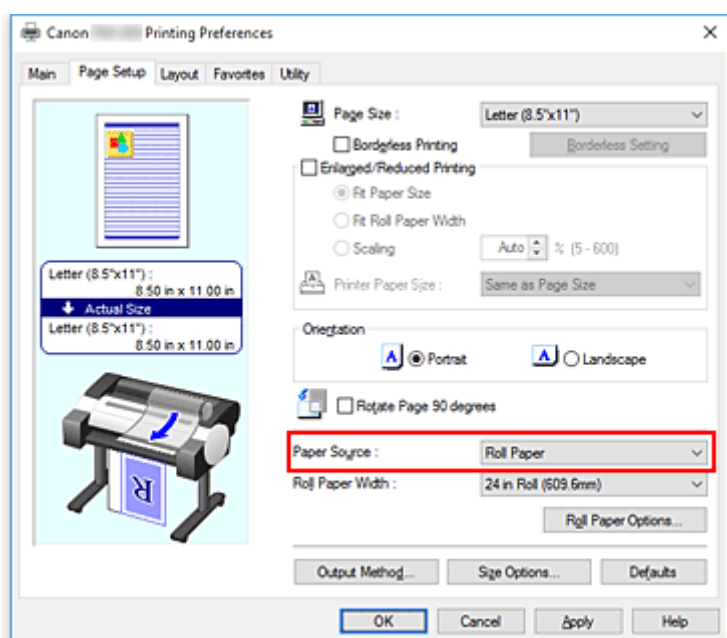 Canon Printing Preferences
Main Page Setup Layout Favorites Utility
Page Size : Letter (8.5"x11")
Borderless Printing Borderless Setting
Enlarged/Reduced Printing
Fit Paper Size
Fit Roll Paper Width
Scaling Auto % (5 - 600)
Printer Paper Size : Same as Page Size
Letter (8.5"x11") :
8.50 in x 11.00 in
Actual Size
Letter (8.5"x11") :
8.50 in x 11.00 in
Orientation
A Portrait A Landscape
Rotate Page 90 degrees
Paper Source : Roll Paper
Roll Paper Width : 24 in Roll (609.6mm)
R
Roll Paper Options...
Output Method... Size Options... Defaults
OK Cancel Apply Help